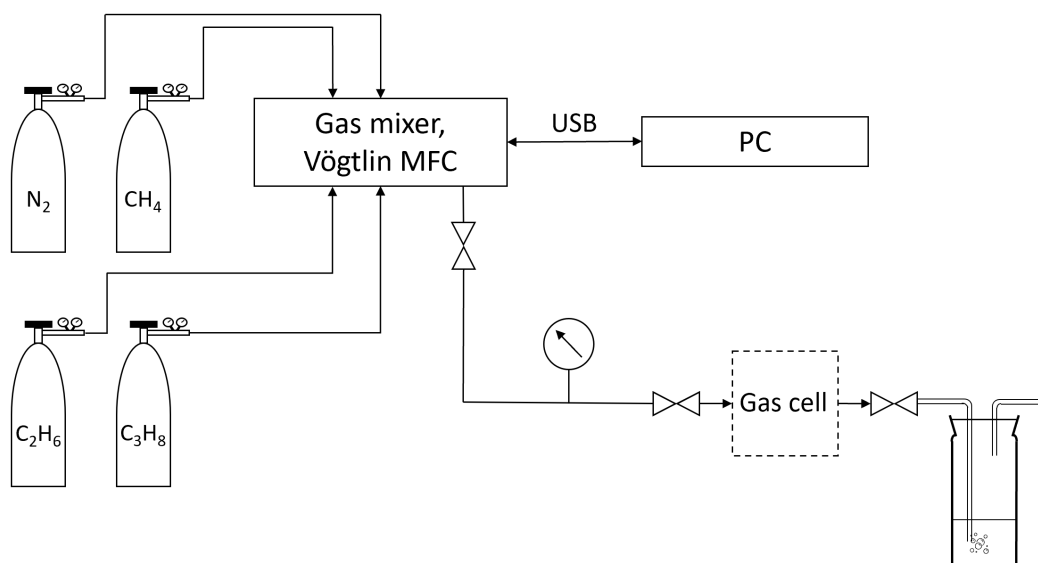 Gas mixer,
Vögtlin MFC
USB
PC
N₂
CH₄
C₂H₆
C₃H₈
Gas cell